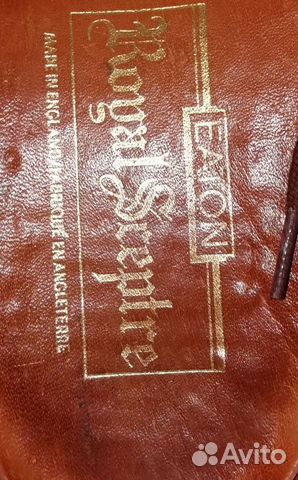 EATON
Royal Sceptre
MADE IN ENGLAND/FABRIQUÉ EN ANGLETERRE
Avito